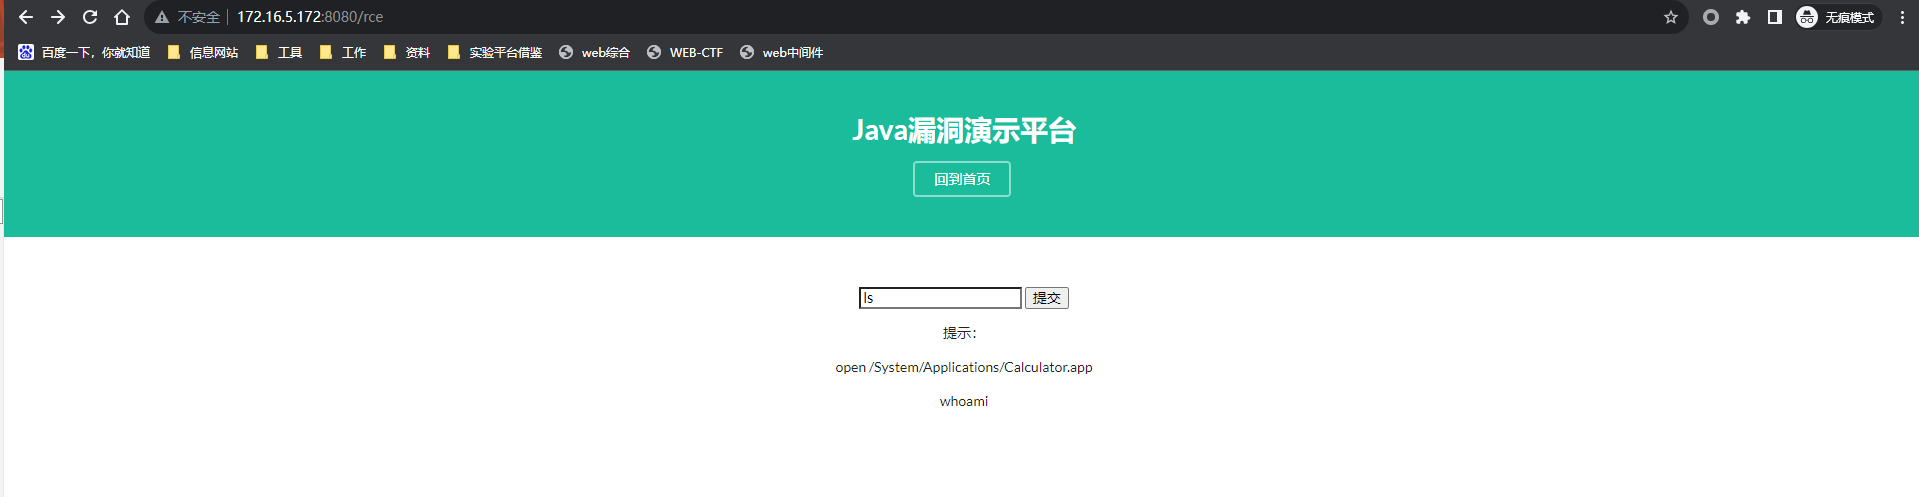 不安全 172.16.5.172:8080/rce 无痕模式
百度一下，你就知道 信息网站 工具 工作 资料 实验平台借鉴 web综合 WEB-CTF web中间件
Java漏洞演示平台
回到首页
ls 提交
提示：
open /System/Applications/Calculator.app
whoami